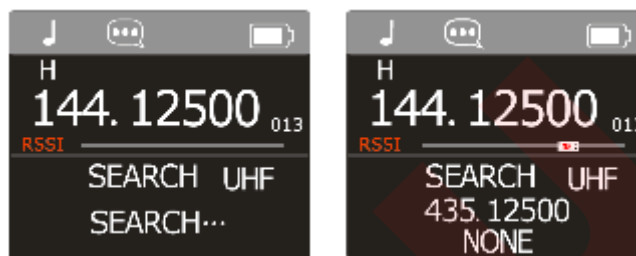 H
144.12500 013
RSSI
SEARCH UHF
SEARCH...
H
144.12500
RSSI
SEARCH UHF
435.12500
NONE